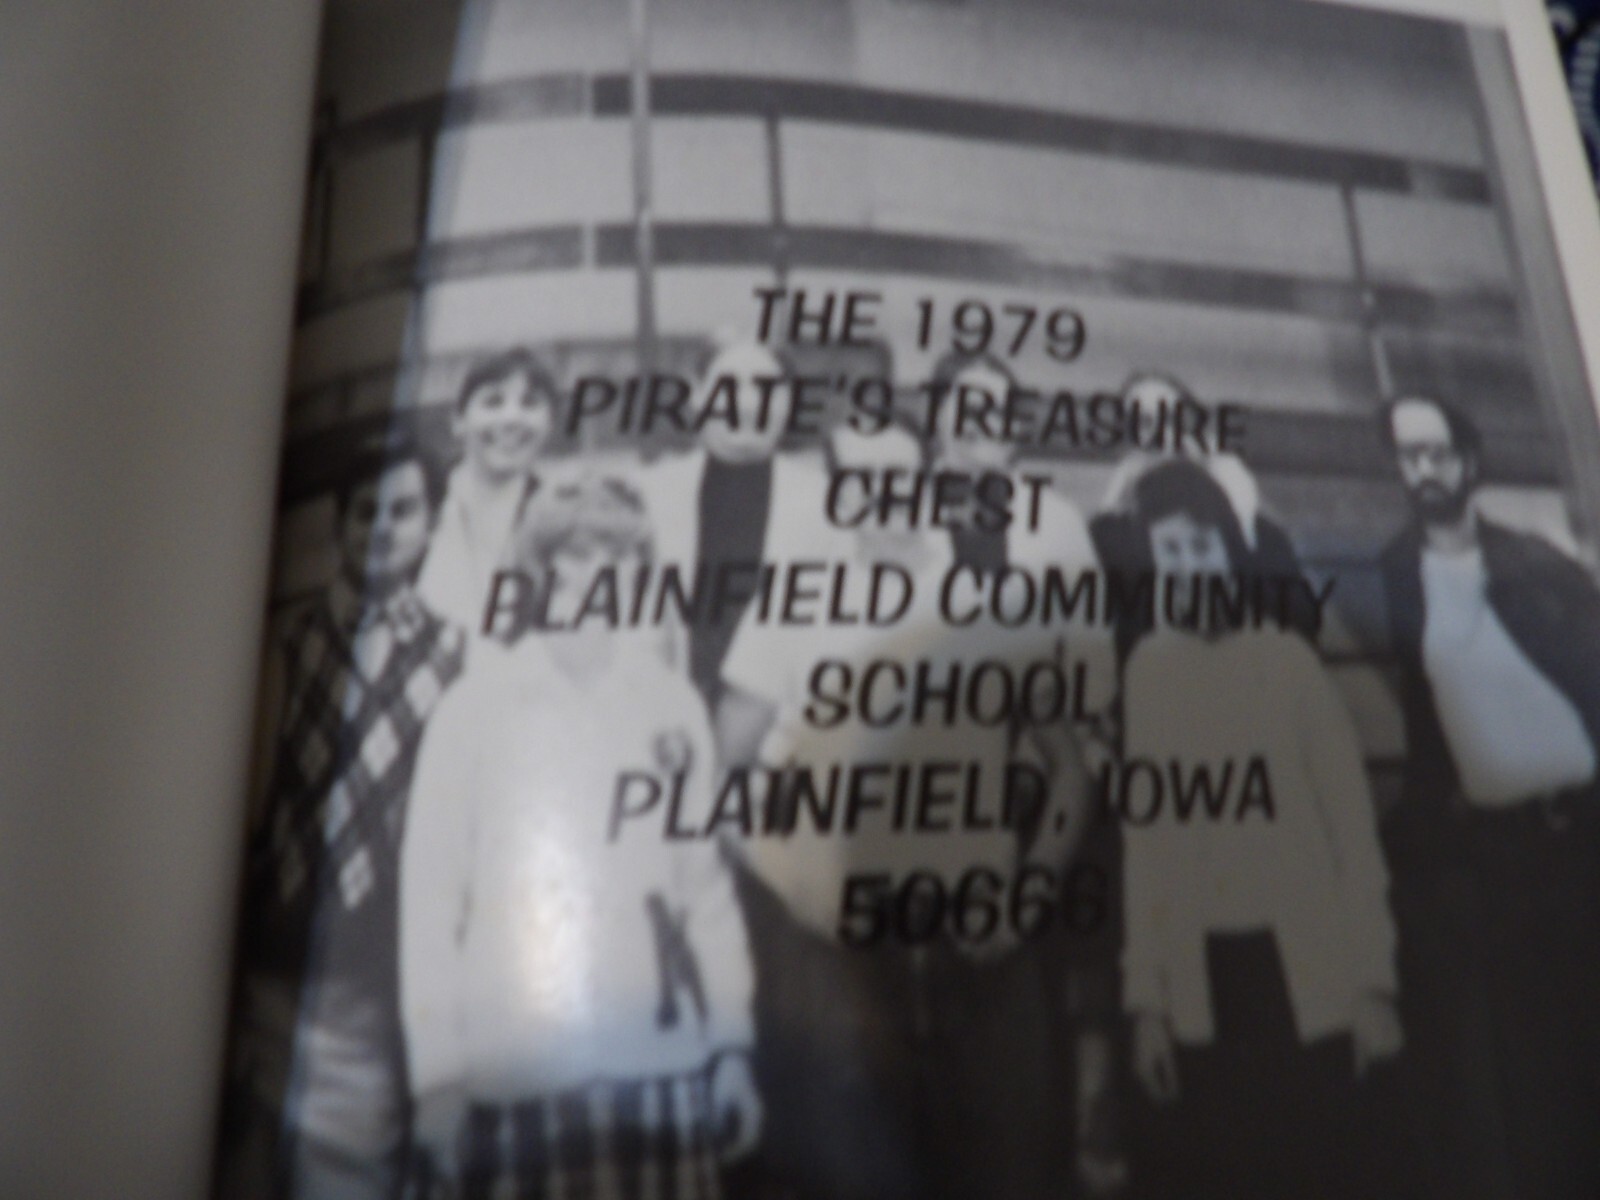 THE 1979
PIRATE'S TREASURE
CHEST
PLAINFIELD COMMUNITY
SCHOOL
PLAINFIELD, IOWA
50666